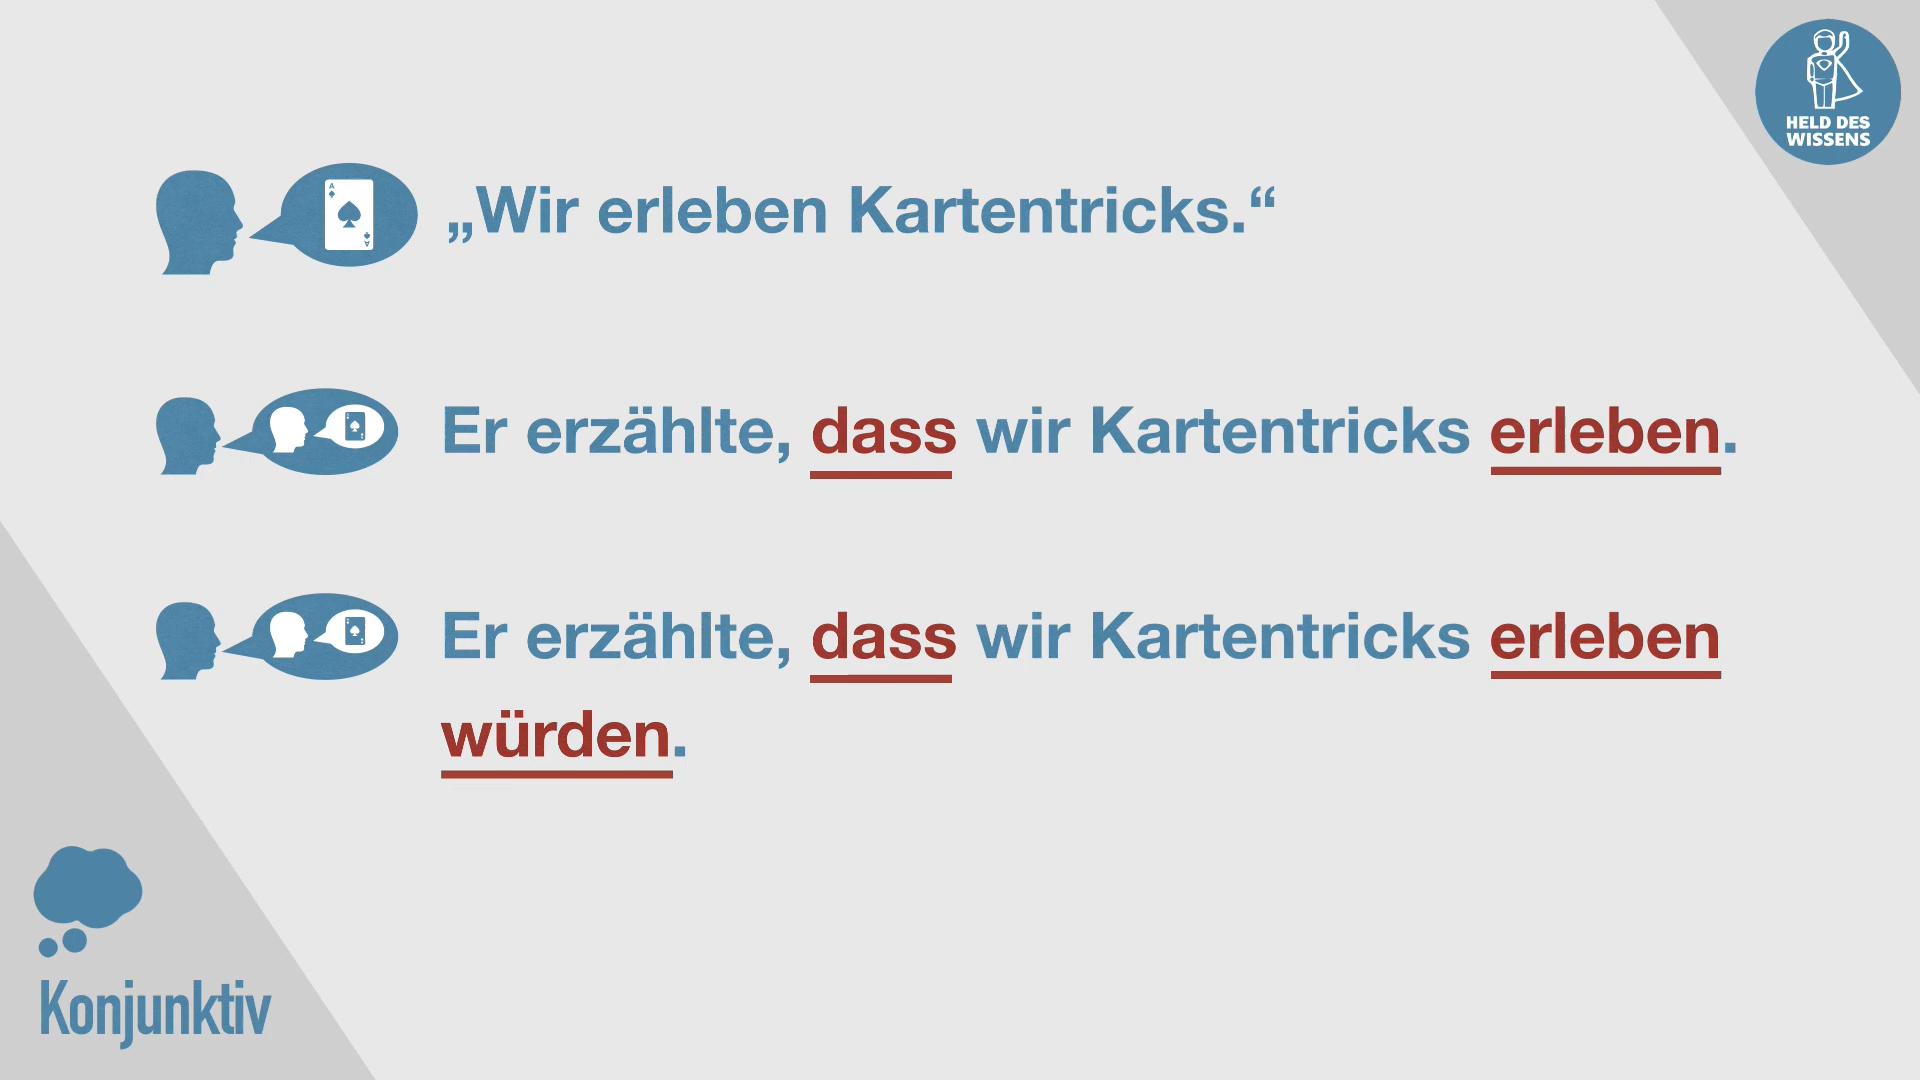 HELD DES
WISSENS
„Wir erleben Kartentricks.“
Er erzählte, dass wir Kartentricks erleben.
Er erzählte, dass wir Kartentricks erleben
würden.
Konjunktiv